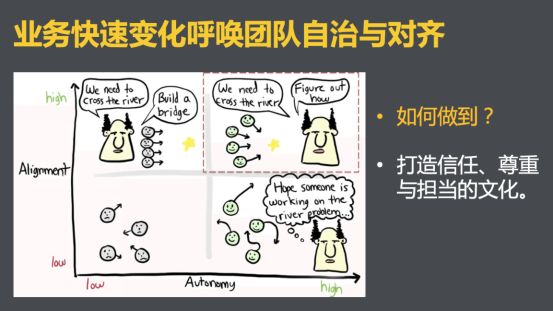 业务快速变化呼唤团队自治与对齐
high
Alignment
low
We need to
cross the river
Build a
bridge
We need to
cross the river
Figure out
how
Hope someone is
working on the
river problem...
low
Autonomy
high
• 如何做到？
• 打造信任、尊重
与担当的文化。